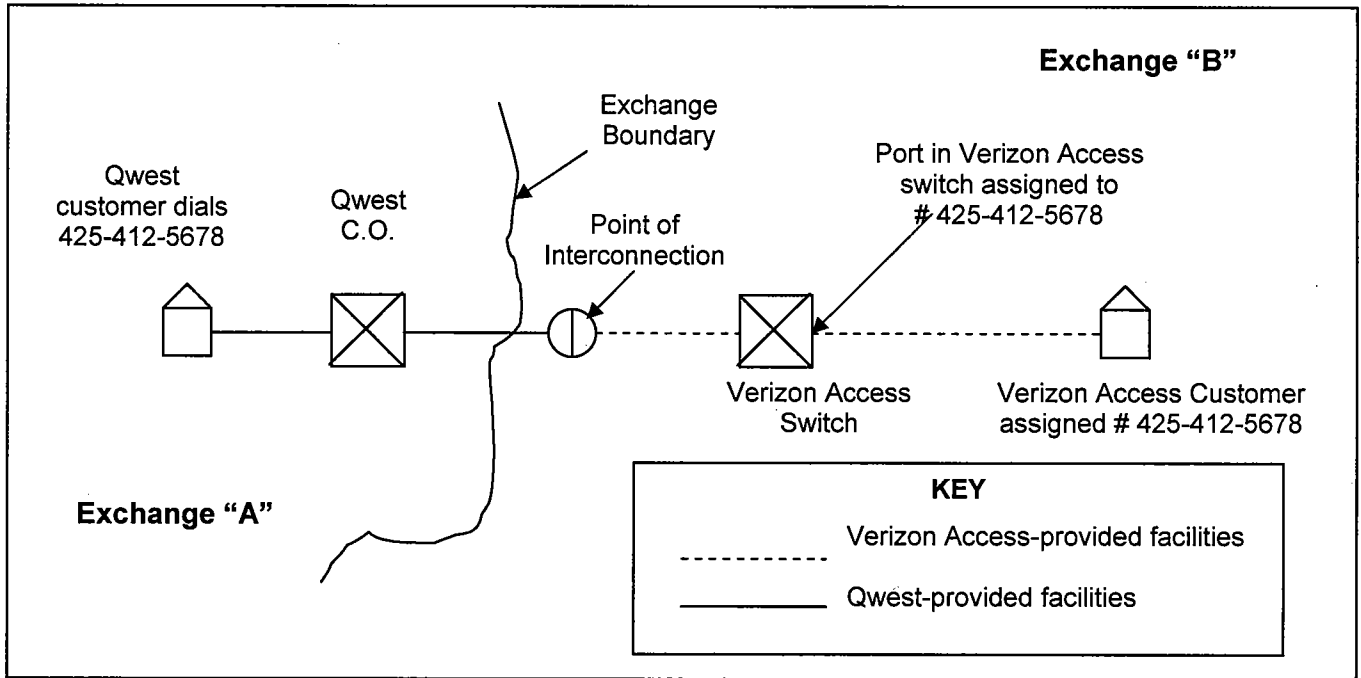 Exchange “B”
Exchange
Boundary
Port in Verizon Access
switch assigned to
# 425-412-5678
Qwest
customer dials
425-412-5678
Qwest
C.O.
Point of
Interconnection
Verizon Access
Switch
Verizon Access Customer
assigned # 425-412-5678
Exchange “A”
KEY
Verizon Access-provided facilities
Qwest-provided facilities